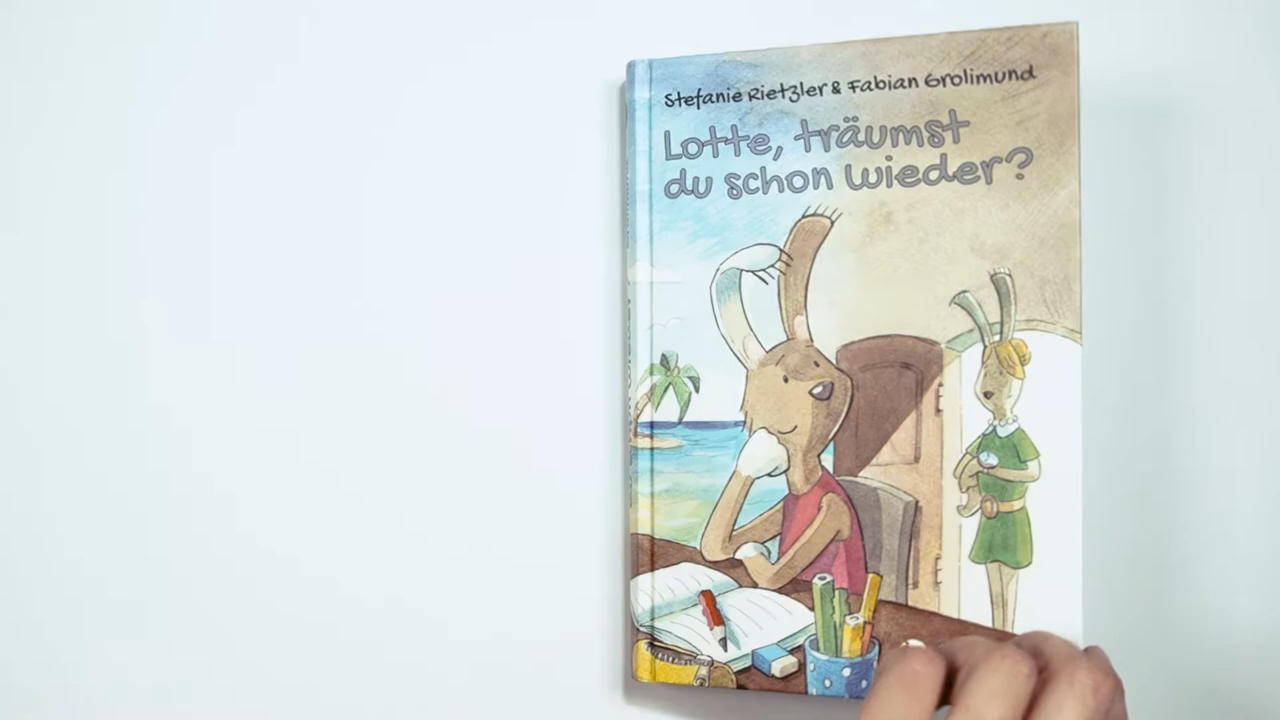 Stefanie Rietzler & Fabian Grolimund
Lotte, träumst
du schon wieder?